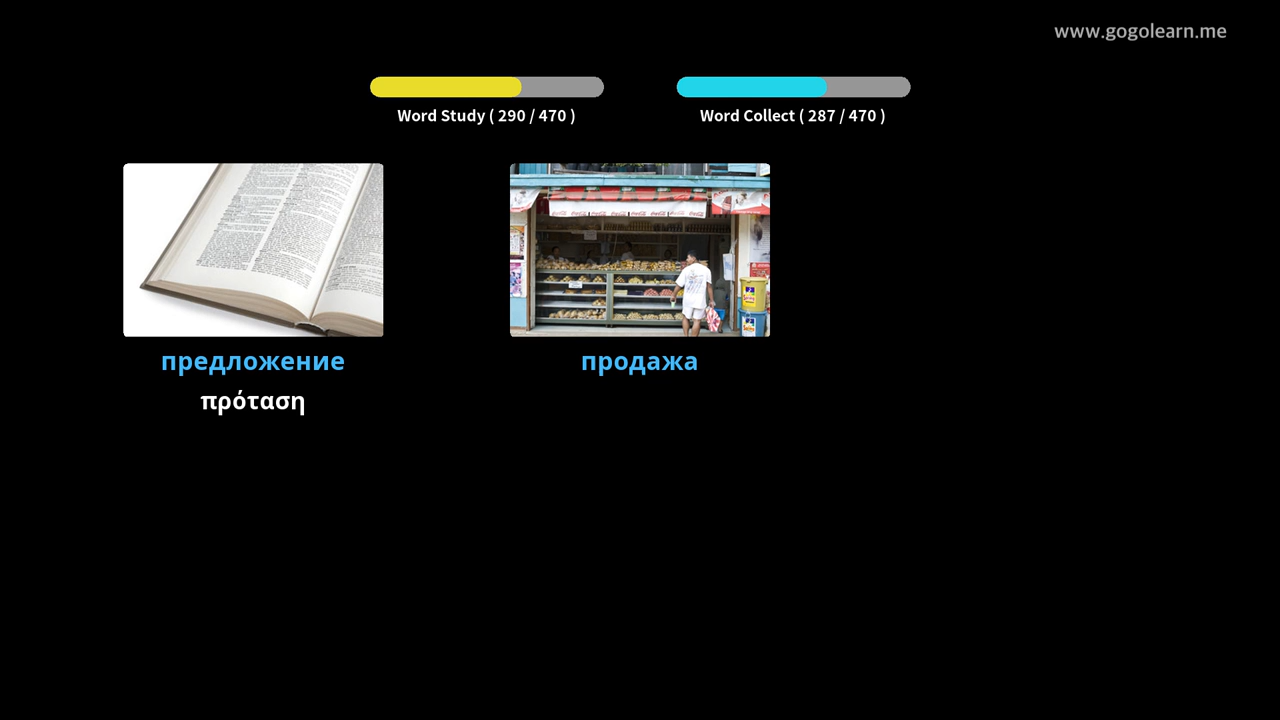 www.gogolearn.me
Word Study ( 290 / 470 )
Word Collect ( 287 / 470 )
предложение
продажа
πρόταση